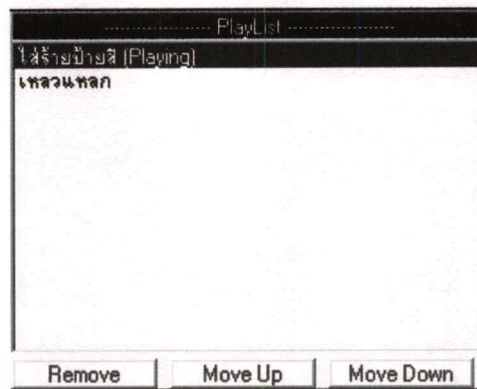 ------------------- PlayList -------------------
ใส่ร้ายป้ายสี (Playing)
เหลวแหลก
Remove Move Up Move Down